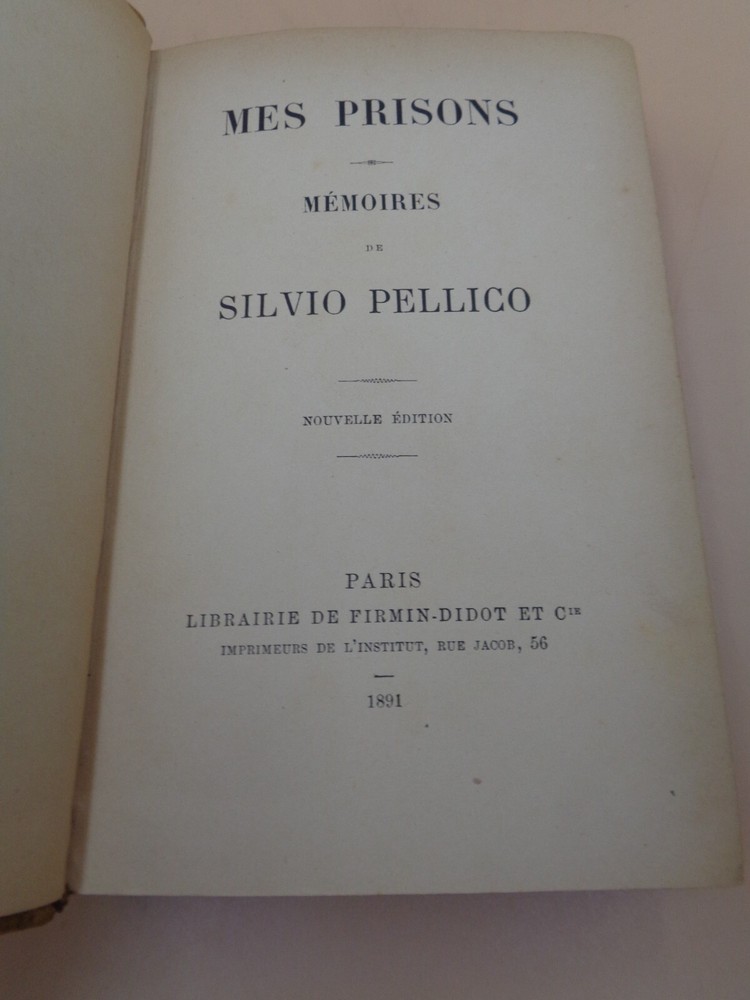 MES PRISONS
MÉMOIRES
DE
SILVIO PELLICO
NOUVELLE ÉDITION
PARIS
LIBRAIRIE DE FIRMIN-DIDOT ET CIE
IMPRIMEURS DE L'INSTITUT, RUE JACOB, 56
1891